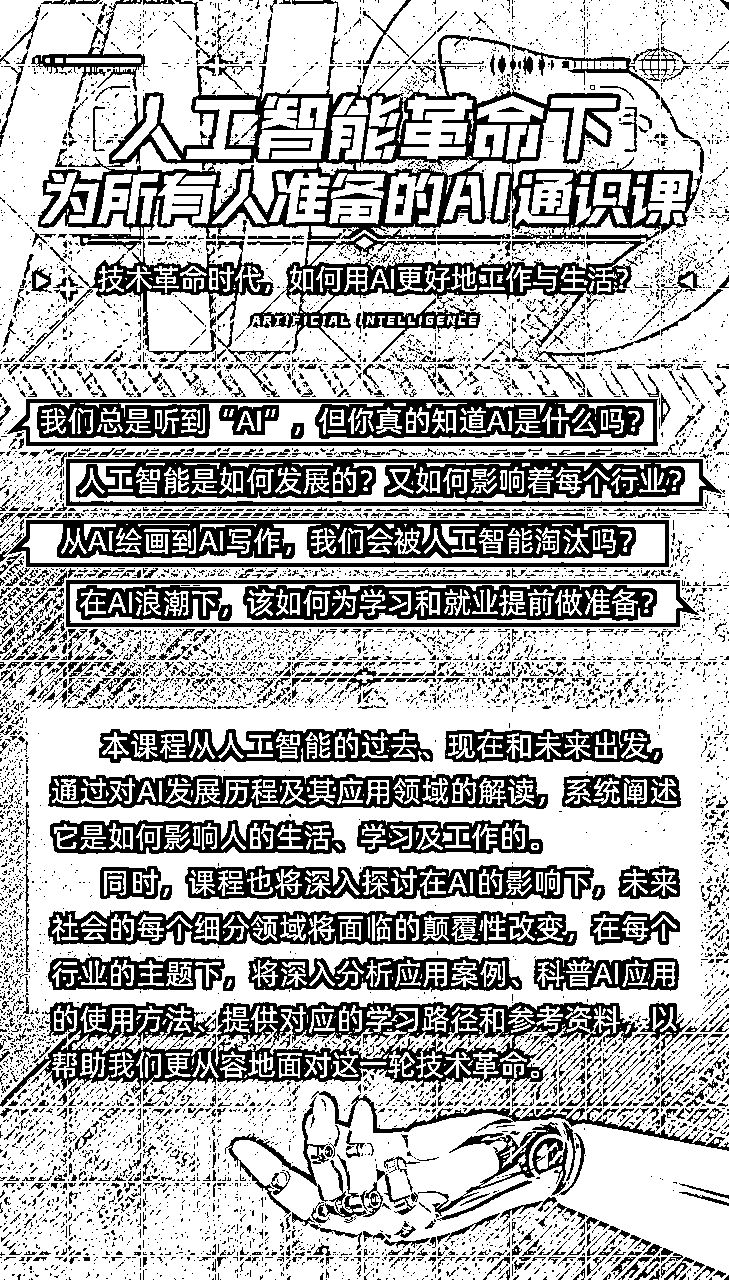 人工智能革命下
为所有人准备的AI通识课
技术革命时代，如何用AI更好地工作与生活？
ARTIFICIAL INTELLIGENCE
我们总是听到“AI”，但你真的知道AI是什么吗？
人工智能是如何发展的？又如何影响着每个行业？
从AI绘画到AI写作，我们会被人工智能淘汰吗？
在AI浪潮下，该如何为学习和就业提前做准备？
本课程从人工智能的过去、现在和未来出发，
通过对AI发展历程及其应用领域的解读，系统阐述
它是如何影响人的生活、学习及工作的。
同时，课程也将深入探讨在AI的影响下，未来
社会的每个细分领域将面临的颠覆性改变，在每个
行业的主题下，将深入分析应用案例、科普AI应用
的使用方法、提供对应的学习路径和参考资料，以
帮助我们更从容地面对这一轮技术革命。